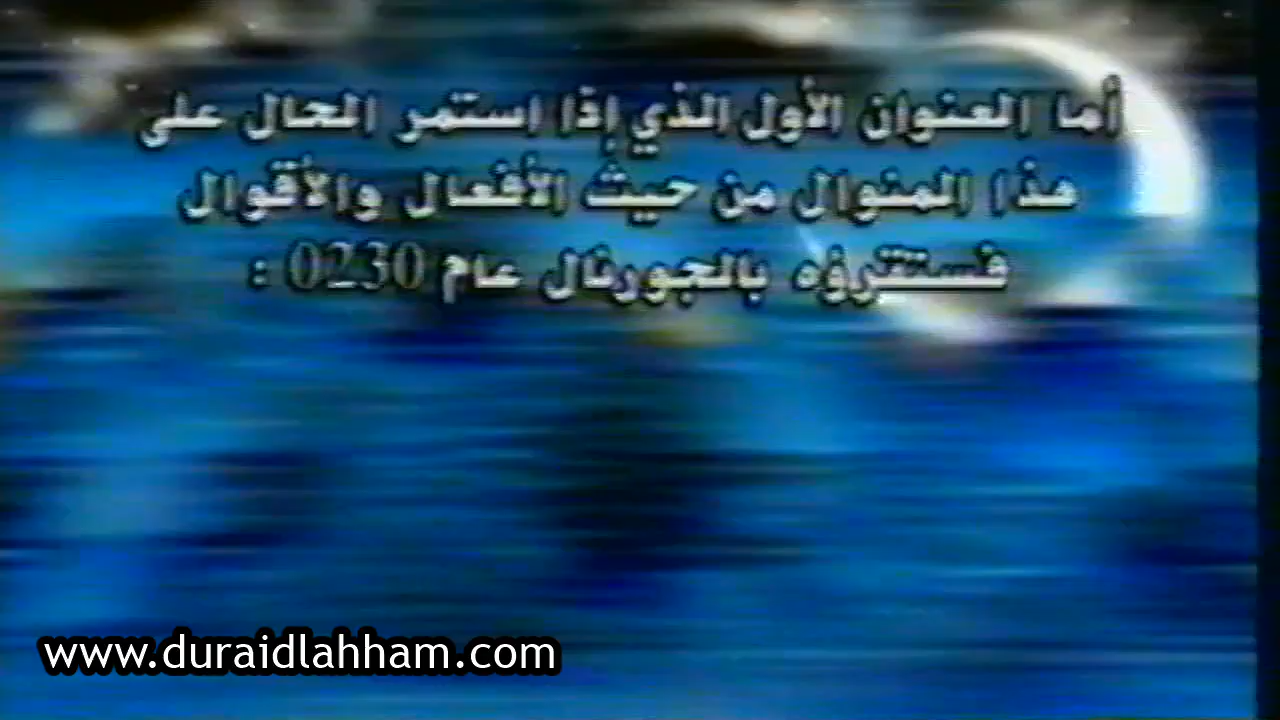 أما العنوان الأول الذي إذا إستمر الحال على
هذا المنوال من حيث الأفعال والأقوال
فستقرؤه بالجورنال عام 0230 :
www.duraidlahham.com